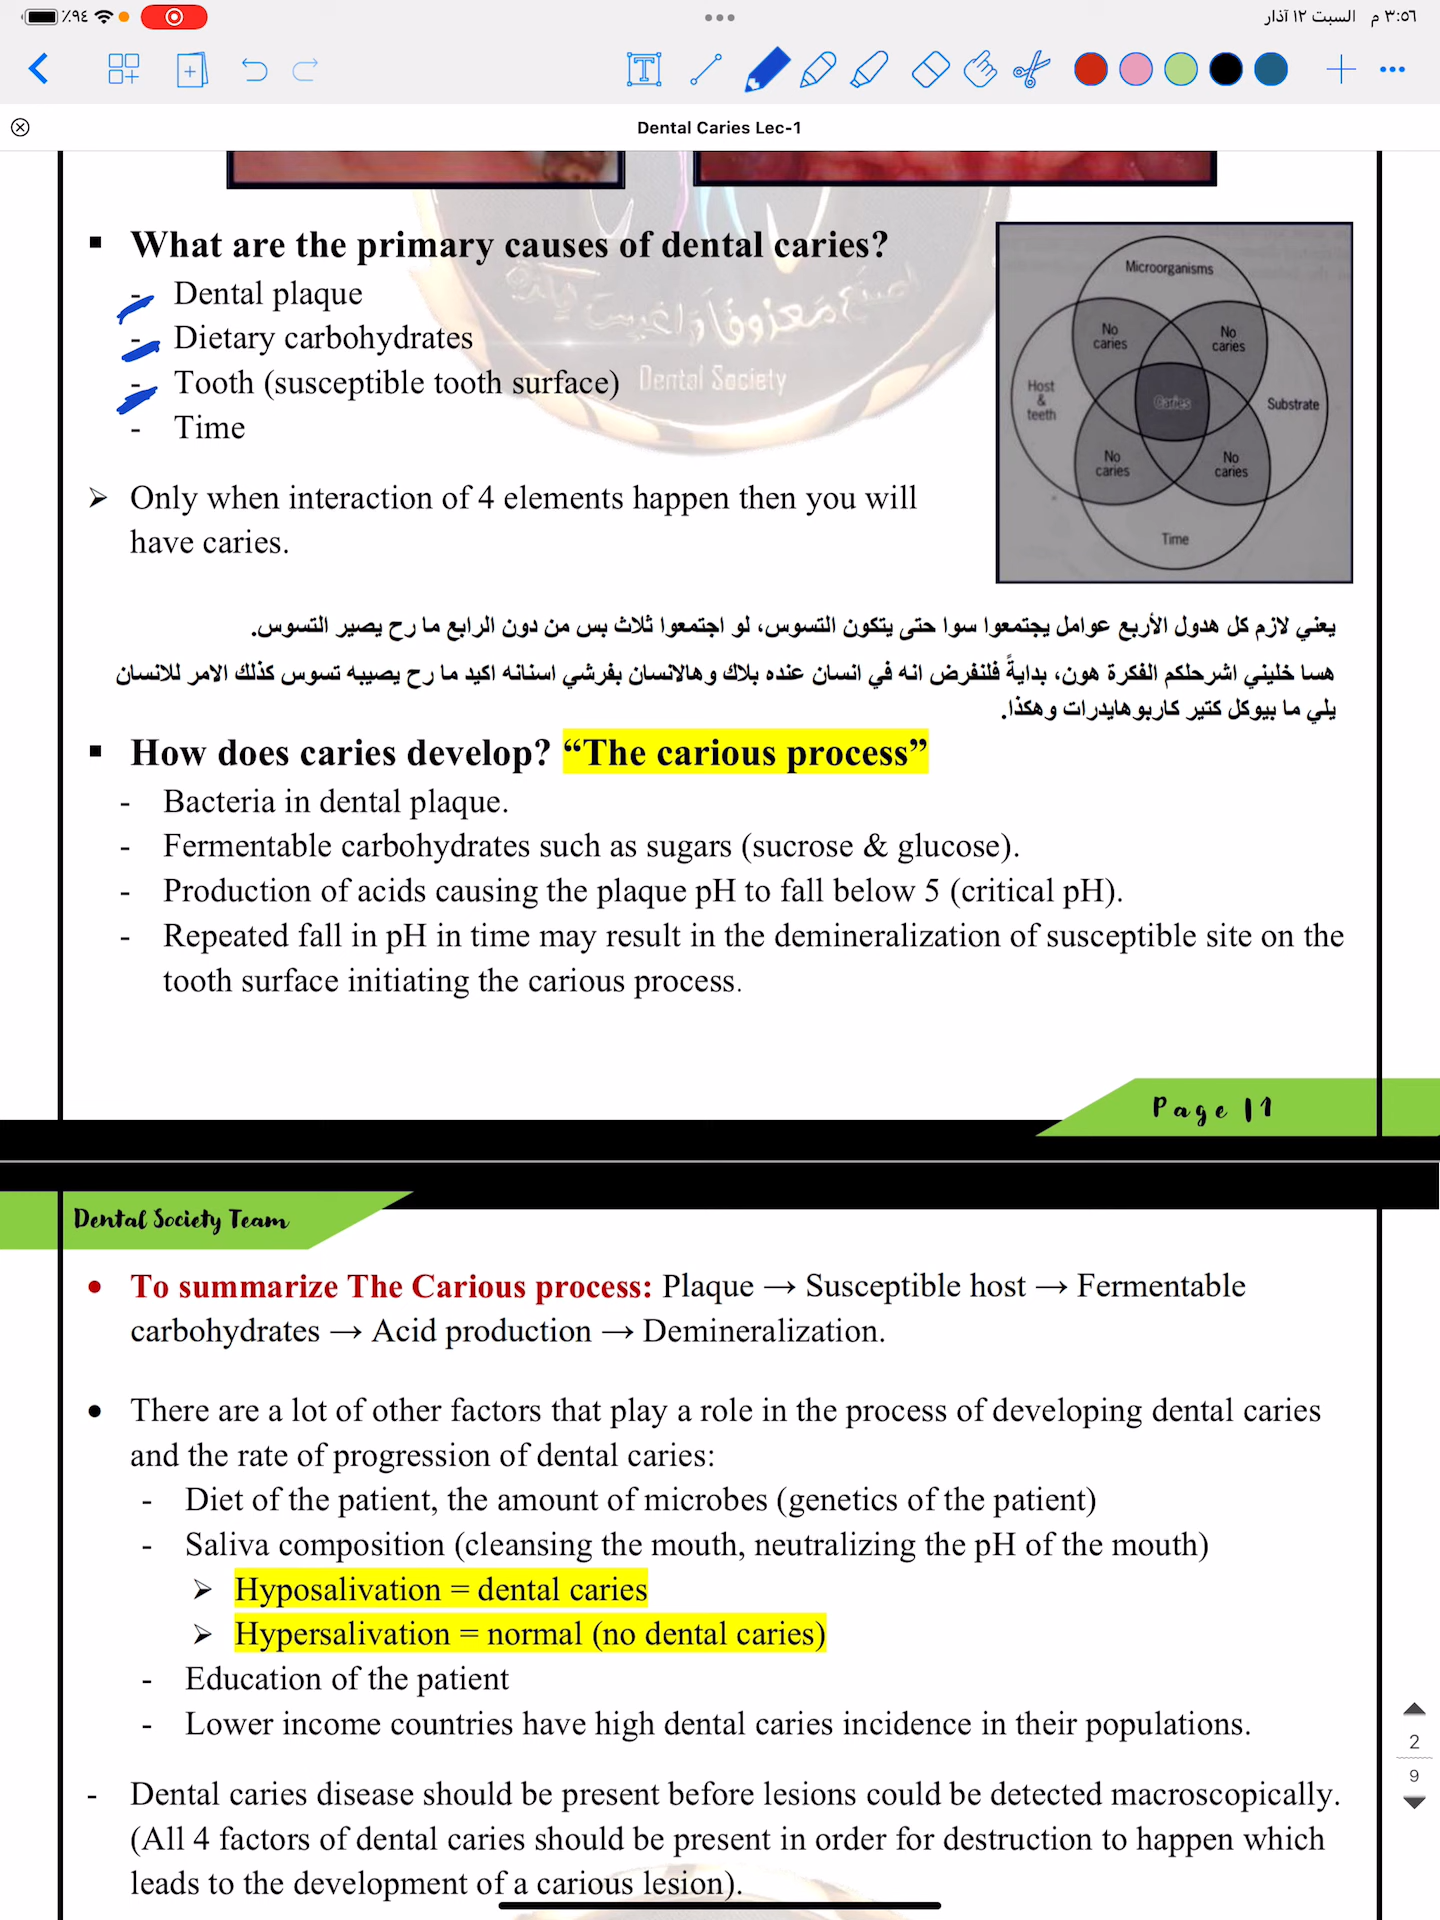 ٪٩٤
٣:٥٦ م السبت ١٢ آذار
Dental Caries Lec-1
What are the primary causes of dental caries?
- Dental plaque
- Dietary carbohydrates
- Tooth (susceptible tooth surface)
- Time
Dental Society
Microorganisms
No caries
No caries
Host & teeth
Caries
Substrate
No caries
No caries
Time
➢ Only when interaction of 4 elements happen then you will
have caries.
يعني لازم كل هدول الأربع عوامل يجتمعوا سوا حتى يتكون التسوس، لو اجتمعوا ثلاث بس من دون الرابع ما رح يصير التسوس.
هسا خليني اشرحلكم الفكرة هون، بدايةً فلنفرض انه في انسان عنده بلاك وهالانسان بفرشي اسنانه اكيد ما رح يصيبه تسوس كذلك الامر للانسان
يلي ما بيوكل كتير كاربوهايدرات وهكذا.
▪ How does caries develop? “The carious process”
- Bacteria in dental plaque.
- Fermentable carbohydrates such as sugars (sucrose & glucose).
- Production of acids causing the plaque pH to fall below 5 (critical pH).
- Repeated fall in pH in time may result in the demineralization of susceptible site on the
tooth surface initiating the carious process.
Page | 1
Dental Society Team
• To summarize The Carious process: Plaque → Susceptible host → Fermentable
carbohydrates → Acid production → Demineralization.
• There are a lot of other factors that play a role in the process of developing dental caries
and the rate of progression of dental caries:
- Diet of the patient, the amount of microbes (genetics of the patient)
- Saliva composition (cleansing the mouth, neutralizing the pH of the mouth)
➢ Hyposalivation = dental caries
➢ Hypersalivation = normal (no dental caries)
- Education of the patient
- Lower income countries have high dental caries incidence in their populations.
2
9
- Dental caries disease should be present before lesions could be detected macroscopically.
(All 4 factors of dental caries should be present in order for destruction to happen which
leads to the development of a carious lesion).